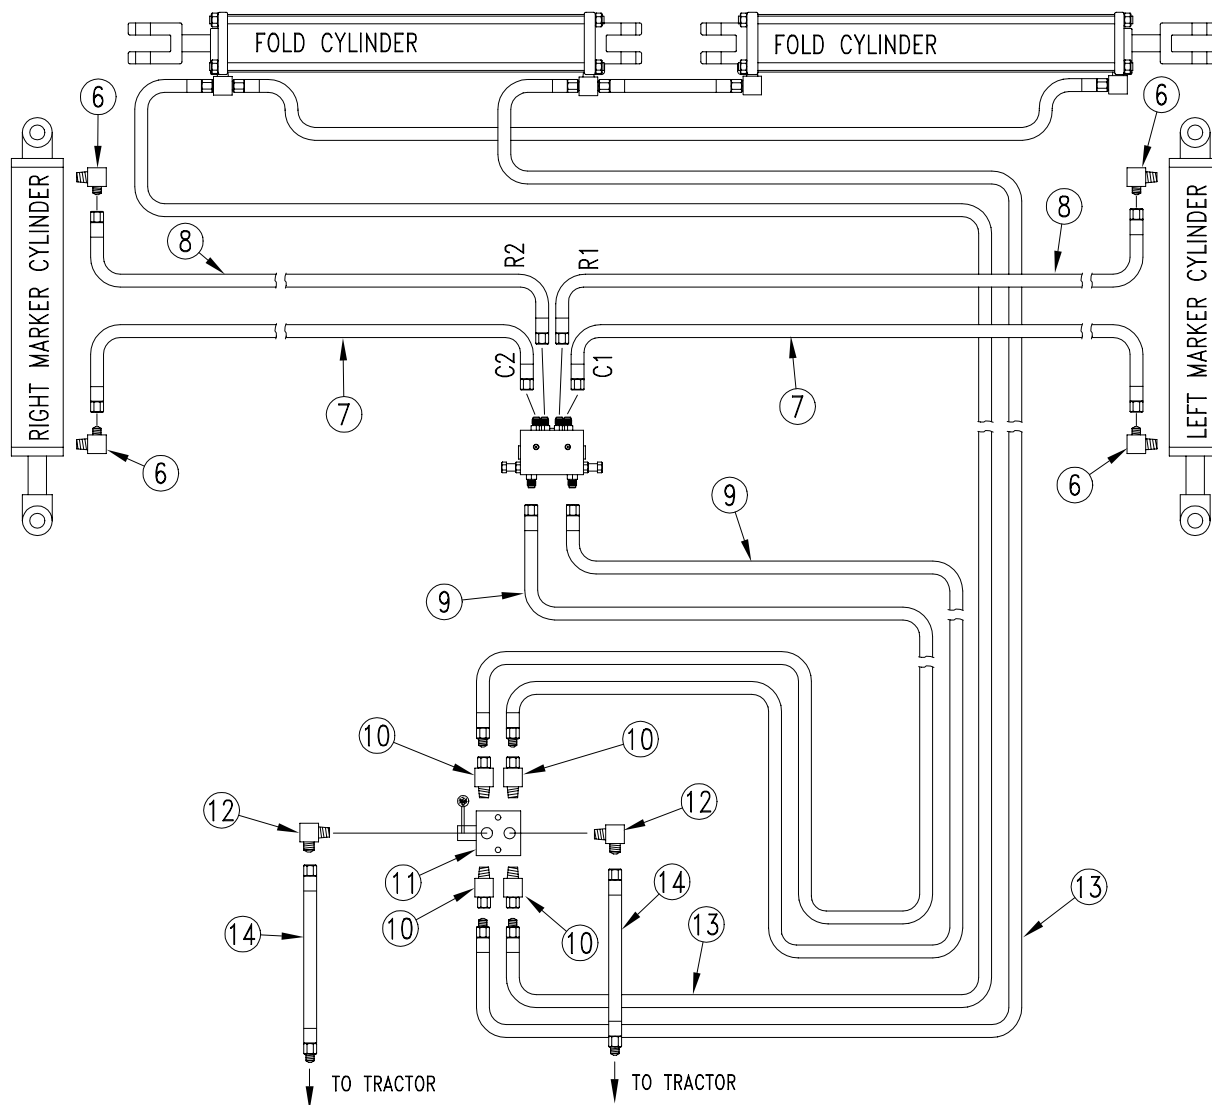 FOLD CYLINDER
FOLD CYLINDER
6
6
RIGHT MARKER CYLINDER
LEFT MARKER CYLINDER
8
R2
R1
8
7
C2
C1
7
6
6
9
9
10
10
12
12
11
14
13
10
14
13
10
TO TRACTOR
TO TRACTOR